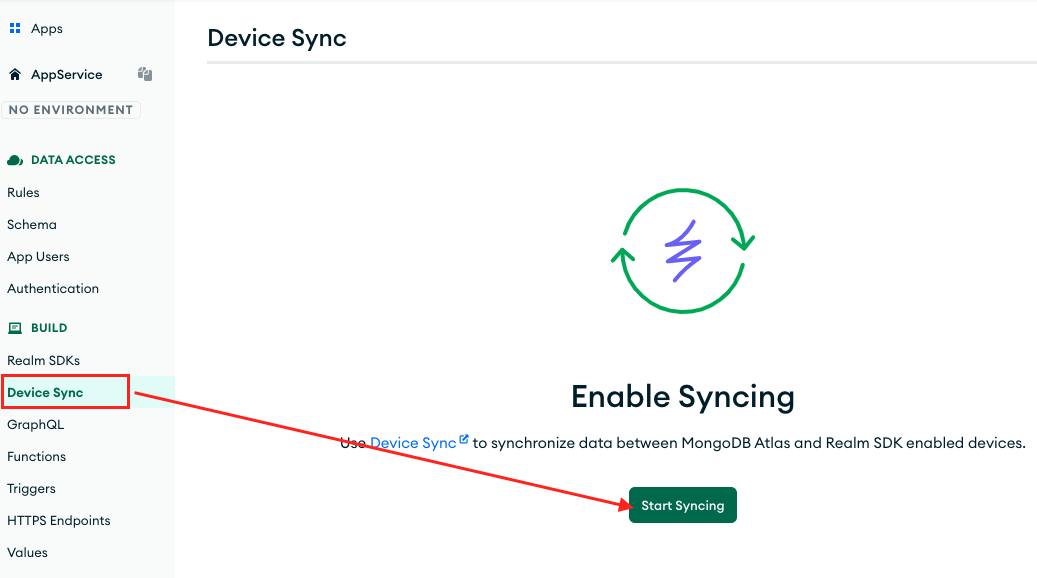 Apps
AppService
NO ENVIRONMENT
DATA ACCESS
Rules
Schema
App Users
Authentication
BUILD
Realm SDKs
Device Sync
GraphQL
Functions
Triggers
HTTPS Endpoints
Values
Device Sync
Enable Syncing
Use Device Sync to synchronize data between MongoDB Atlas and Realm SDK enabled devices.
Start Syncing